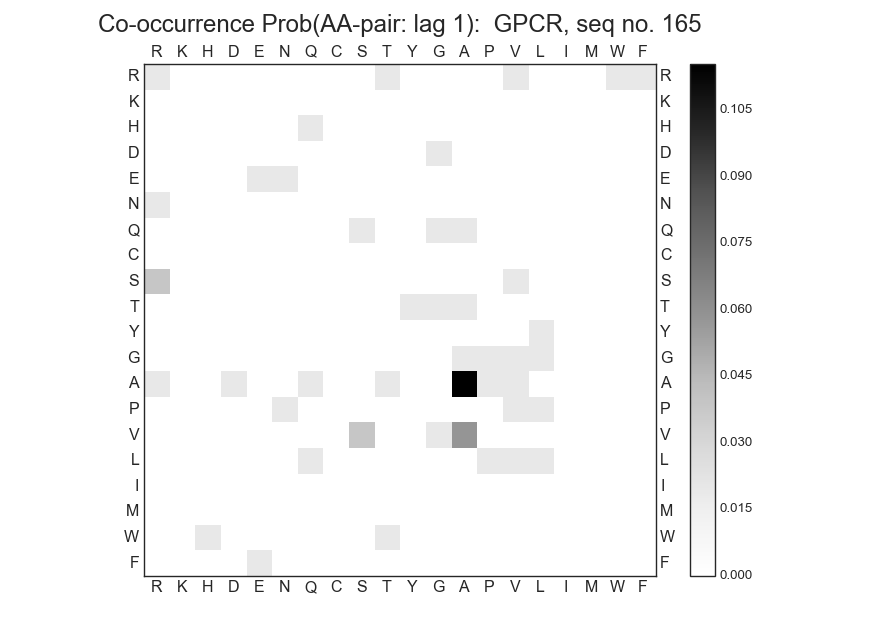 Co-occurrence Prob(AA-pair: lag 1):  GPCR, seq no. 165
R K H D E N Q C S T Y G A P V L I M W F
R R
K K
H H
D D
E E
N N
Q Q
C C
S S
T T
Y Y
G G
A A
P P
V V
L L
I I
M M
W W
F F
R K H D E N Q C S T Y G A P V L I M W F
0.105
0.090
0.075
0.060
0.045
0.030
0.015
0.000